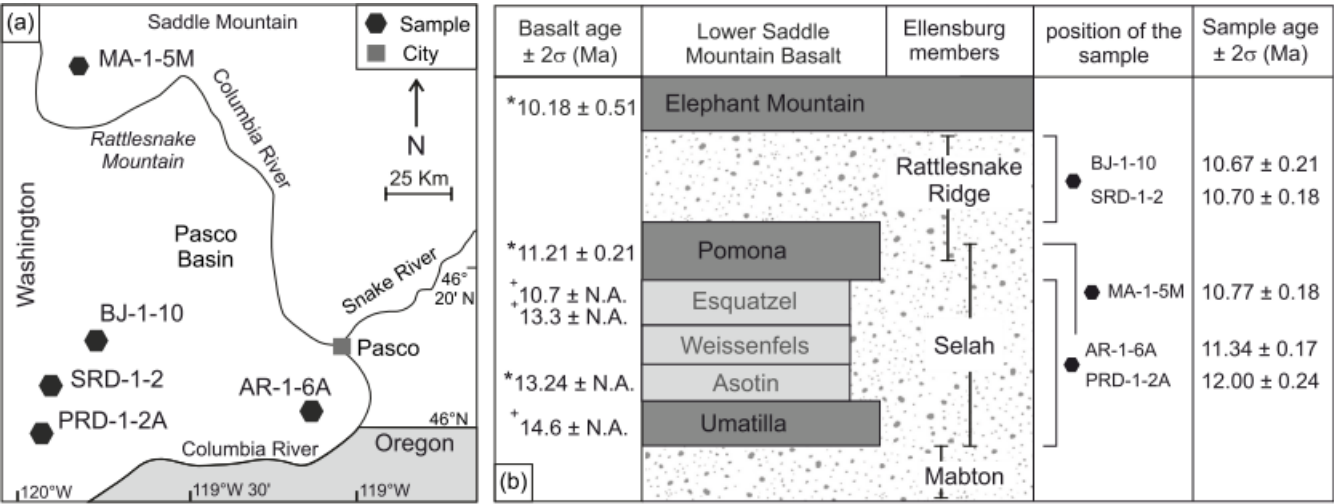 (a)
Saddle Mountain
Sample
City
MA-1-5M
N
25 Km
Columbia River
Rattlesnake
Mountain
Washington
Pasco
Basin
Snake River
46°
20' N
BJ-1-10
Pasco
SRD-1-2
AR-1-6A
PRD-1-2A
46°N
Columbia River
Oregon
120°W
119°W 30'
119°W
(b)
Basalt age
± 2σ (Ma)
Lower Saddle
Mountain Basalt
Ellensburg
members
position of the
sample
Sample age
± 2σ (Ma)
*10.18 ± 0.51
Elephant Mountain
Rattlesnake
Ridge
BJ-1-10
10.67 ± 0.21
SRD-1-2
10.70 ± 0.18
*11.21 ± 0.21
Pomona
+10.7 ± N.A.
+13.3 ± N.A.
Esquatzel
MA-1-5M
10.77 ± 0.18
Weissenfels
Selah
AR-1-6A
11.34 ± 0.17
*13.24 ± N.A.
Asotin
PRD-1-2A
12.00 ± 0.24
+14.6 ± N.A.
Umatilla
Mabton